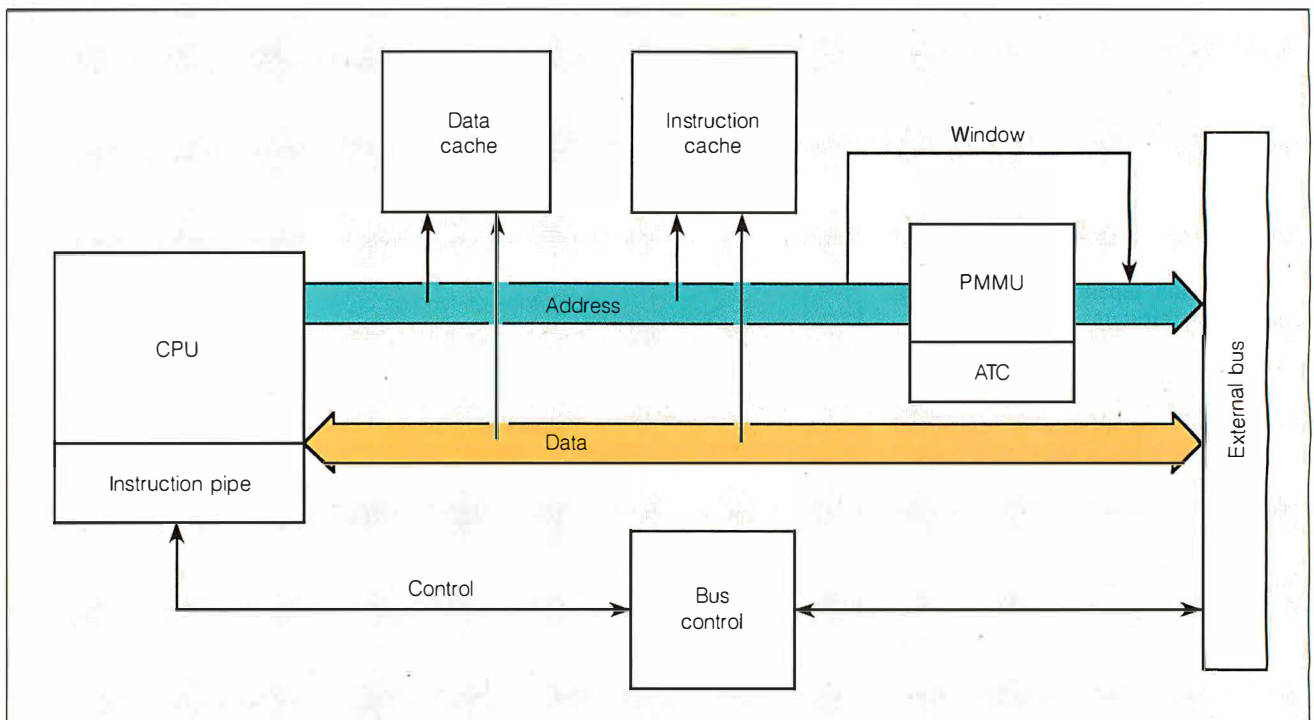 Data
cache
Instruction
cache
Window
CPU
Instruction pipe
Address
PMMU
ATC
Data
External bus
Control
Bus
control